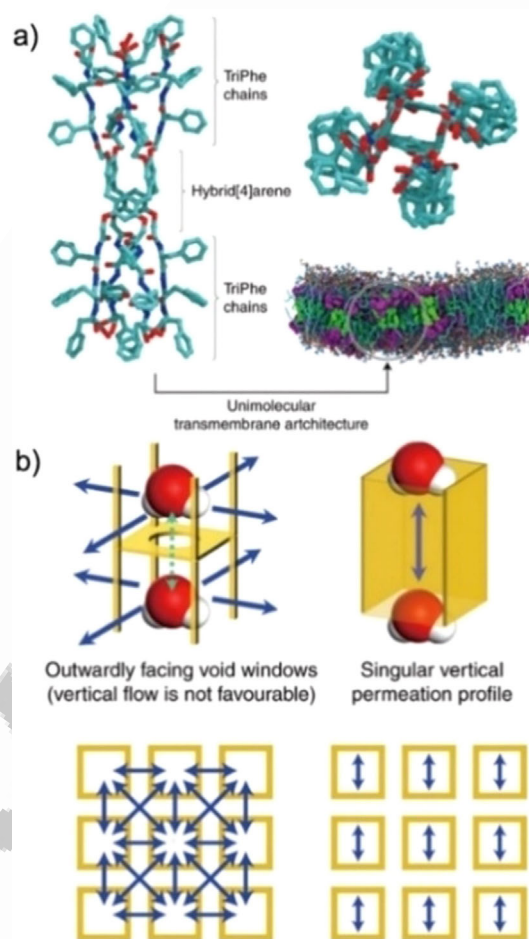 a)
TriPhe
chains
Hybrid[4]arene
TriPhe
chains
Unimolecular
transmembrane artchitecture
b)
Outwardly facing void windows
(vertical flow is not favourable)
Singular vertical
permeation profile